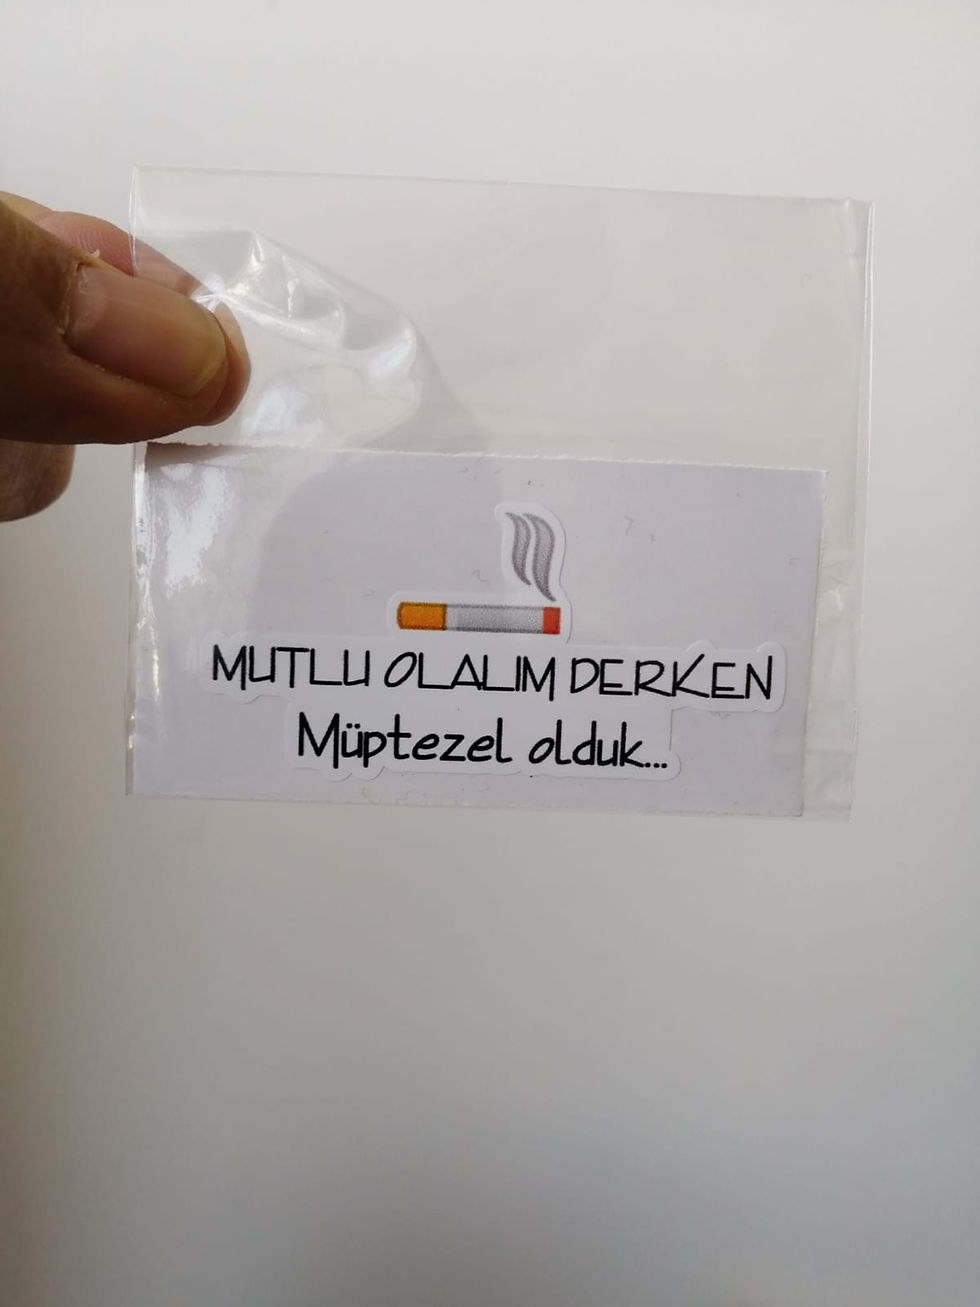 MUTLU OLALIM DERKEN
Müptezel olduk...